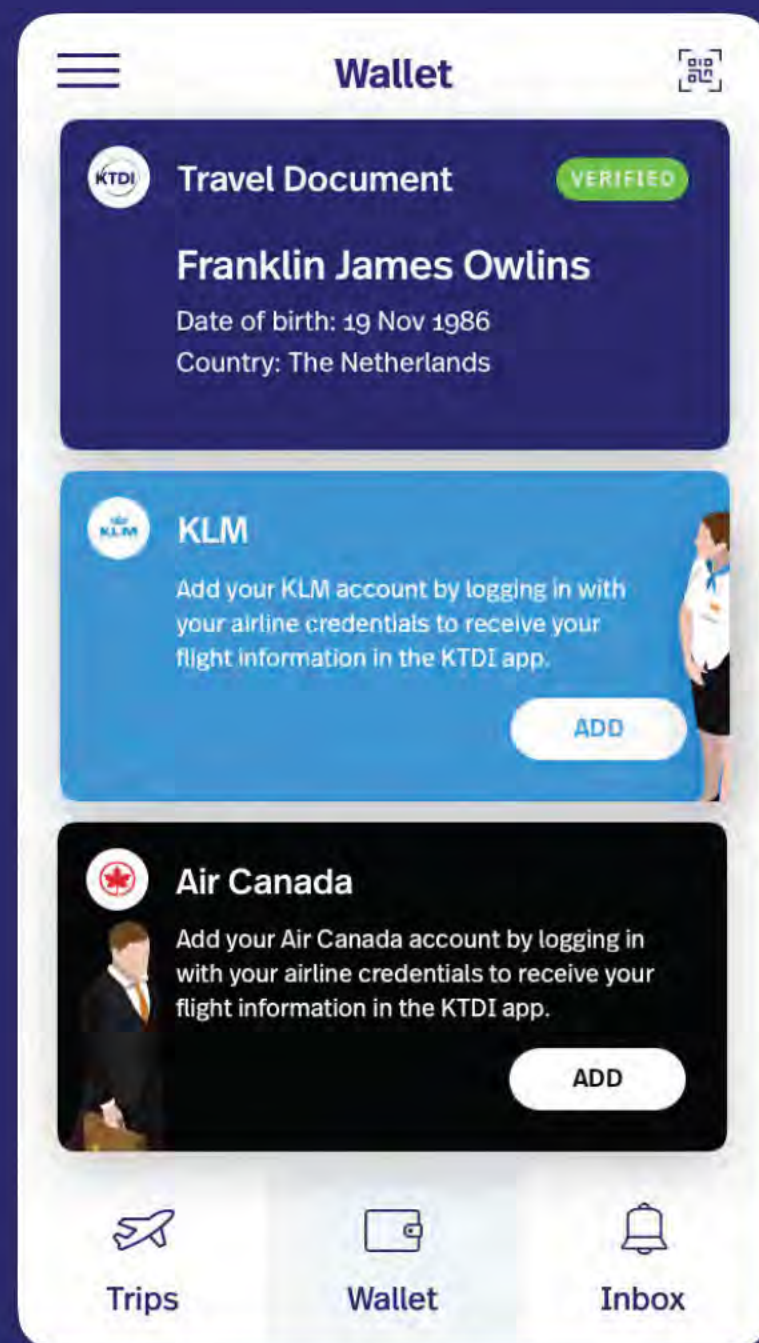 Wallet
KTDI
Travel Document
VERIFIED
Franklin James Owlins
Date of birth: 19 Nov 1986
Country: The Netherlands
KLM
KLM
Add your KLM account by logging in with
your airline credentials to receive your
flight information in the KTDI app.
ADD
Air Canada
Add your Air Canada account by logging in
with your airline credentials to receive your
flight information in the KTDI app.
ADD
Trips
Wallet
Inbox